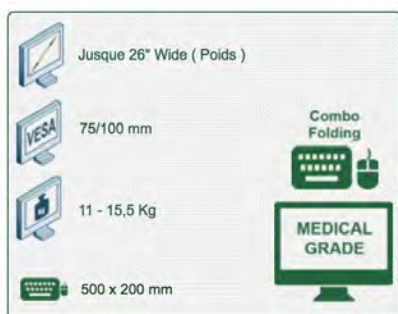 Jusque 26" Wide ( Poids )
VESA
75/100 mm
11 - 15,5 Kg
500 x 200 mm
Combo
Folding
MEDICAL
GRADE